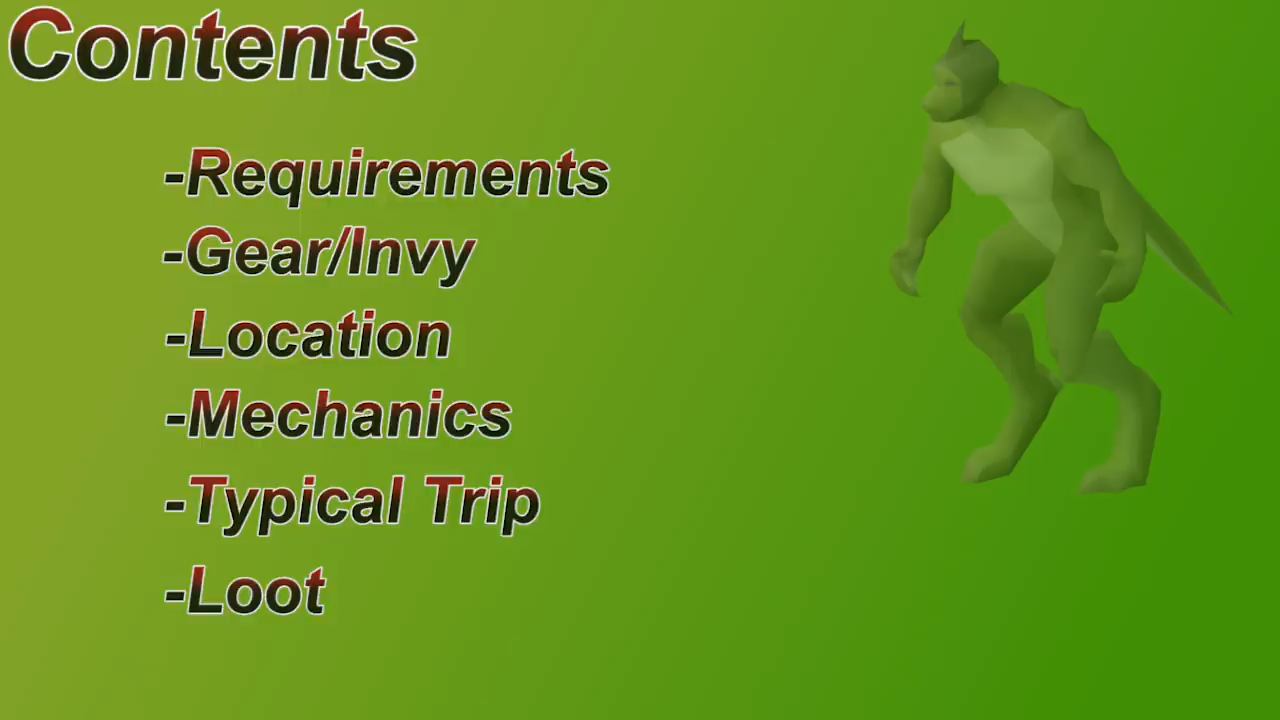 Contents
-Requirements
-Gear/Invy
-Location
-Mechanics
-Typical Trip
-Loot